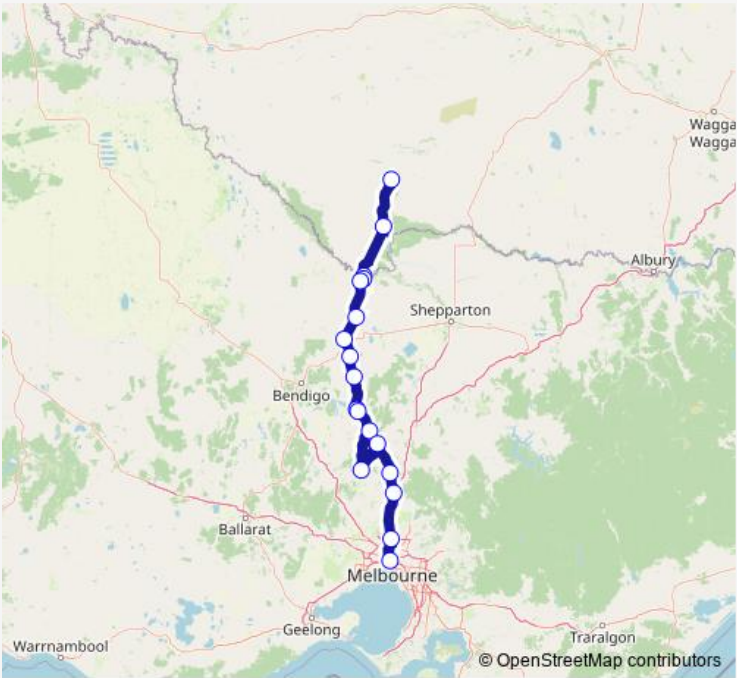 Wagga
Wagga
Albury
Shepparton
Bendigo
Ballarat
Melbourne
Geelong
Traralgon
Warrnambool
© OpenStreetMap contributors